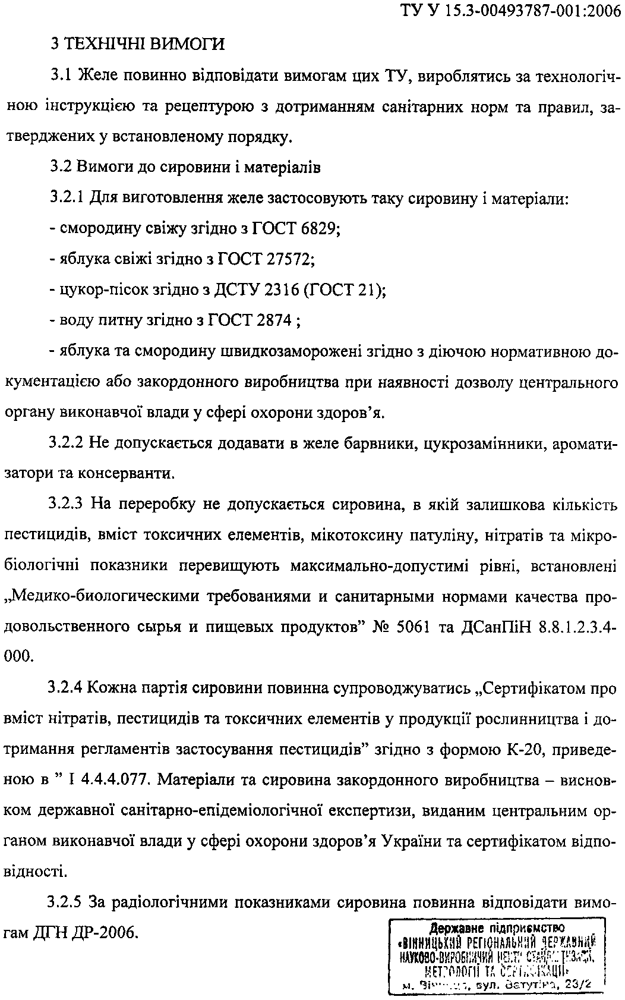 ТУ У 15.3-00493787-001:2006
3 ТЕХНІЧНІ ВИМОГИ
3.1 Желе повинно відповідати вимогам цих ТУ, вироблятись за технологіч-
ною інструкцією та рецептурою з дотриманням санітарних норм та правил, за-
тверджених у встановленому порядку.
3.2 Вимоги до сировини і матеріалів
3.2.1 Для виготовлення желе застосовують таку сировину і матеріали:
- смородину свіжу згідно з ГОСТ 6829;
- яблука свіжі згідно з ГОСТ 27572;
- цукор-пісок згідно з ДСТУ 2316 (ГОСТ 21);
- воду питну згідно з ГОСТ 2874 ;
- яблука та смородину швидкозаморожені згідно з діючою нормативною до-
кументацією або закордонного виробництва при наявності дозволу центрального
органу виконавчої влади у сфері охорони здоров’я.
3.2.2 Не допускається додавати в желе барвники, цукрозамінники, аромати-
затори та консерванти.
3.2.3 На переробку не допускається сировина, в якій залишкова кількість
пестицидів, вміст токсичних елементів, мікотоксину патуліну, нітратів та мікро-
біологічні показники перевищують максимально-допустимі рівні, встановлені
„Медико-биологическими требованиями и санитарными нормами качества про-
довольственного сырья и пищевых продуктов” № 5061 та ДСанПіН 8.8.1.2.3.4-
000.
3.2.4 Кожна партія сировини повинна супроводжуватись „Сертифікатом про
вміст нітратів, пестицидів та токсичних елементів у продукції рослинництва і до-
тримання регламентів застосування пестицидів” згідно з формою К-20, приведе-
ною в ” І 4.4.4.077. Матеріали та сировина закордонного виробництва – виснов-
ком державної санітарно-епідеміологічної експертизи, виданим центральним ор-
ганом виконавчої влади у сфері охорони здоров’я України та сертифікатом відпо-
відності.
3.2.5 За радіологічними показниками сировина повинна відповідати вимо-
гам ДГН ДР-2006.
Державне підприємство
«ВІННИЦЬКИЙ РЕГІОНАЛЬНИЙ ДЕРЖАВНИЙ
НАУКОВО-ВИРОБНИЧИЙ ЦЕНТР
МЕТРОЛОГІЇ ТА СЕРТИФІКАЦІЇ»
м. вул. Ватутіна, 23/2